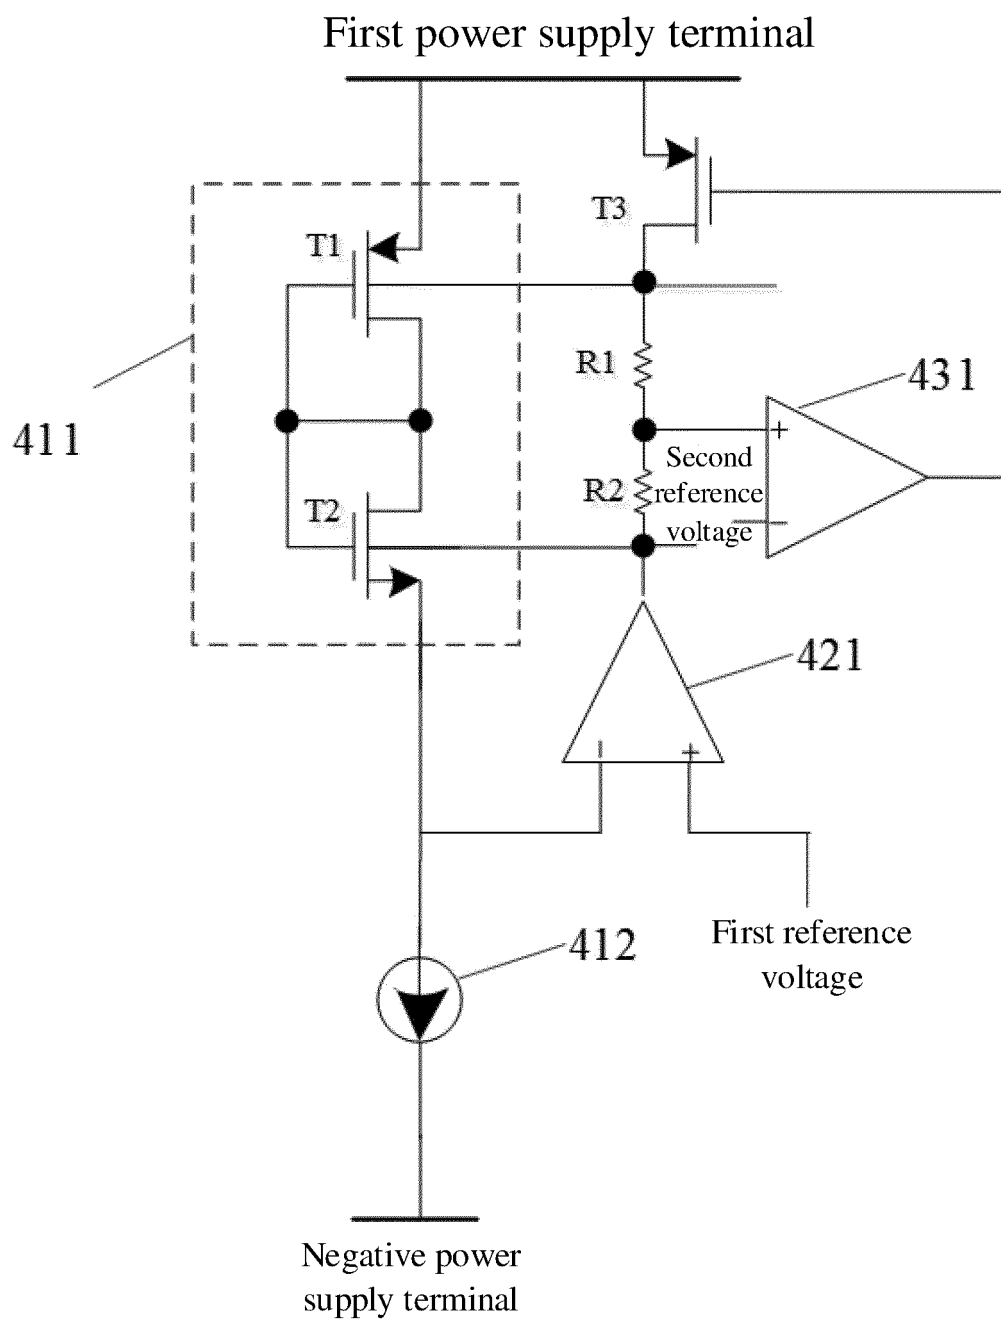 First power supply terminal
T3
T1
R1
431
411
+
Second
R2
reference
T2
voltage
−
421
− +
412
First reference
voltage
Negative power
supply terminal